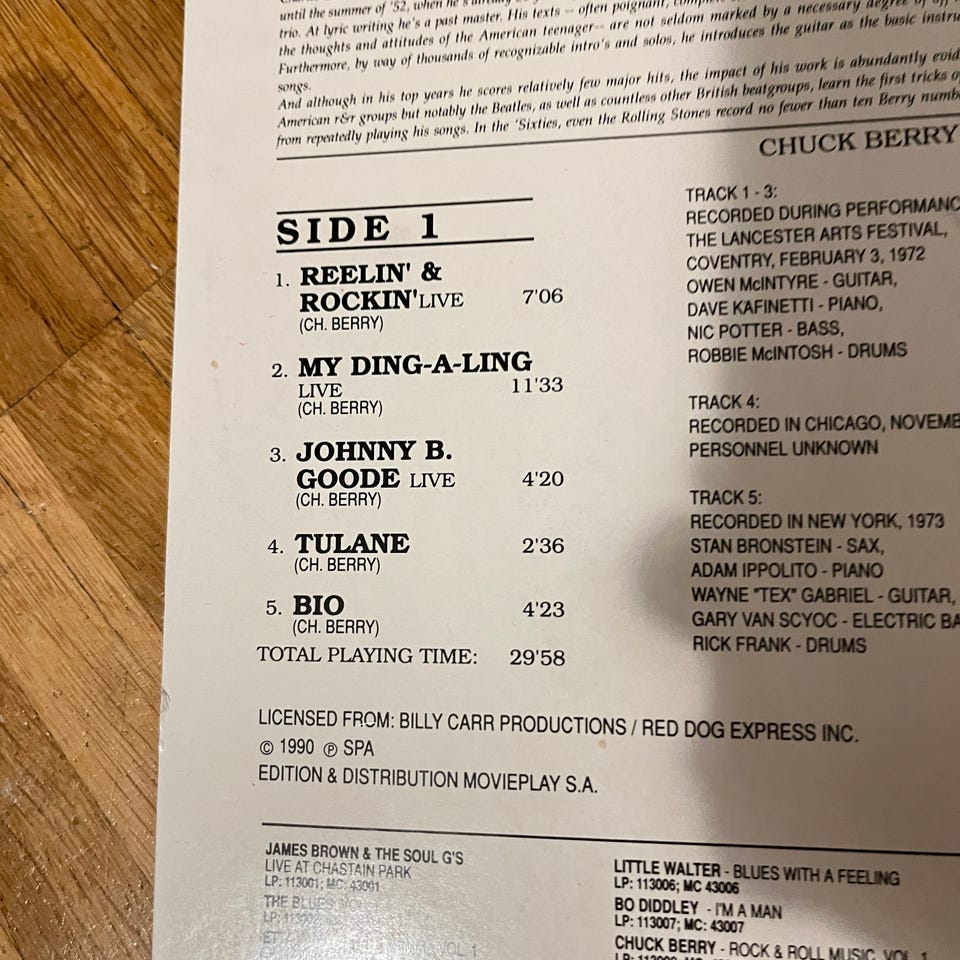 until the summer of '52, when he's already
trio. At lyric writing he's a past master. His texts -- often poignant,
the thoughts and attitudes of the American teenager-- are not seldom marked by a necessary degree of
Furthermore, by way of thousands of recognizable intro's and solos, he introduces the guitar as the basic
songs.
And although in his top years he scores relatively few major hits, the impact of his work is abundantly
American r&r groups but notably the Beatles, as well as countless other British beatgroups, learn the first tricks
from repeatedly playing his songs. In the 'Sixties, even the Rolling Stones record no fewer than ten Berry
CHUCK BERRY
SIDE 1
1. REELIN' &
ROCKIN' LIVE 7'06
(CH. BERRY)
2. MY DING-A-LING
LIVE 11'33
(CH. BERRY)
3. JOHNNY B.
GOODE LIVE 4'20
(CH. BERRY)
4. TULANE 2'36
(CH. BERRY)
5. BIO 4'23
(CH. BERRY)
TOTAL PLAYING TIME: 29'58
TRACK 1 - 3:
RECORDED DURING PERFORMANC
THE LANCESTER ARTS FESTIVAL,
COVENTRY, FEBRUARY 3, 1972
OWEN McINTYRE - GUITAR,
DAVE KAFINETTI - PIANO,
NIC POTTER - BASS,
ROBBIE McINTOSH - DRUMS
TRACK 4:
RECORDED IN CHICAGO, NOVEMB
PERSONNEL UNKNOWN
TRACK 5:
RECORDED IN NEW YORK, 1973
STAN BRONSTEIN - SAX,
ADAM IPPOLITO - PIANO
WAYNE "TEX" GABRIEL - GUITAR,
GARY VAN SCYOC - ELECTRIC BA
RICK FRANK - DRUMS
LICENSED FROM: BILLY CARR PRODUCTIONS / RED DOG EXPRESS INC.
© 1990 ℗ SPA
EDITION & DISTRIBUTION MOVIEPLAY S.A.
JAMES BROWN & THE SOUL G'S
LIVE AT CHASTAIN PARK
LP: 113001; MC: 43001
THE BLUES
LP:
VOL. 1
LITTLE WALTER - BLUES WITH A FEELING
LP: 113006; MC 43006
BO DIDDLEY - I'M A MAN
LP: 113007; MC: 43007
CHUCK BERRY - ROCK & ROLL MUSIC, VOL. 1